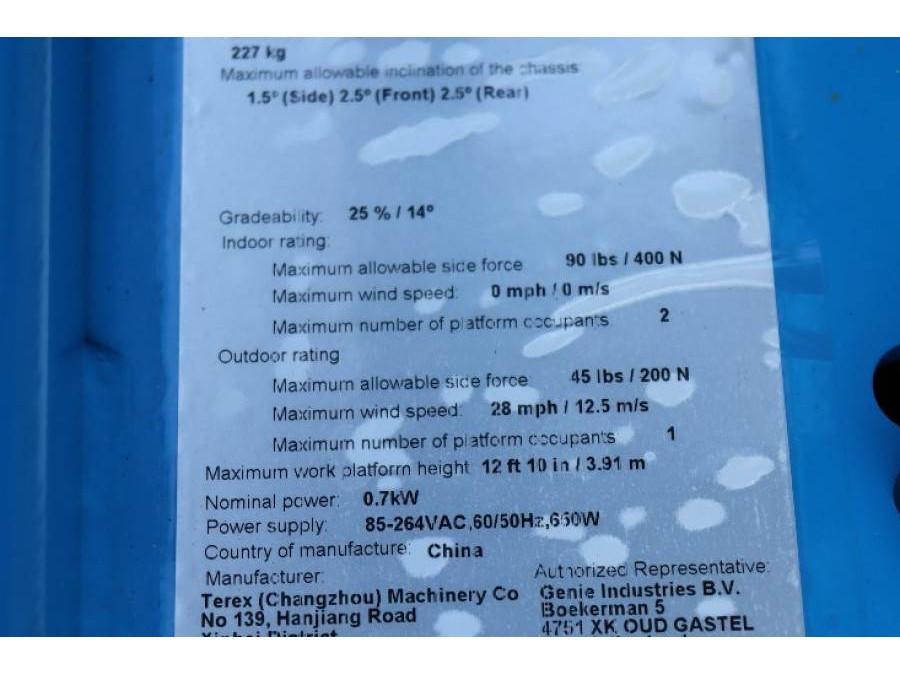 227 kg
Maximum allowable inclination of the chassis
1.5° (Side) 2.5° (Front) 2.5° (Rear)
Gradeability: 25 % / 14°
Indoor rating:
Maximum allowable side force 90 lbs / 400 N
Maximum wind speed: 0 mph / 0 m/s
Maximum number of platform occupants 2
Outdoor rating
Maximum allowable side force 45 lbs / 200 N
Maximum wind speed: 28 mph / 12.5 m/s
Maximum number of platform occupants 1
Maximum work platform height 12 ft 10 in / 3.91 m
Nominal power: 0.7kW
Power supply: 85-264VAC,60/50Hz,650W
Country of manufacture: China
Manufacturer:
Terex (Changzhou) Machinery Co
No 139, Hanjiang Road
Xinbei District
Authorized Representative:
Genie Industries B.V.
Boekerman 5
4751 XK OUD GASTEL